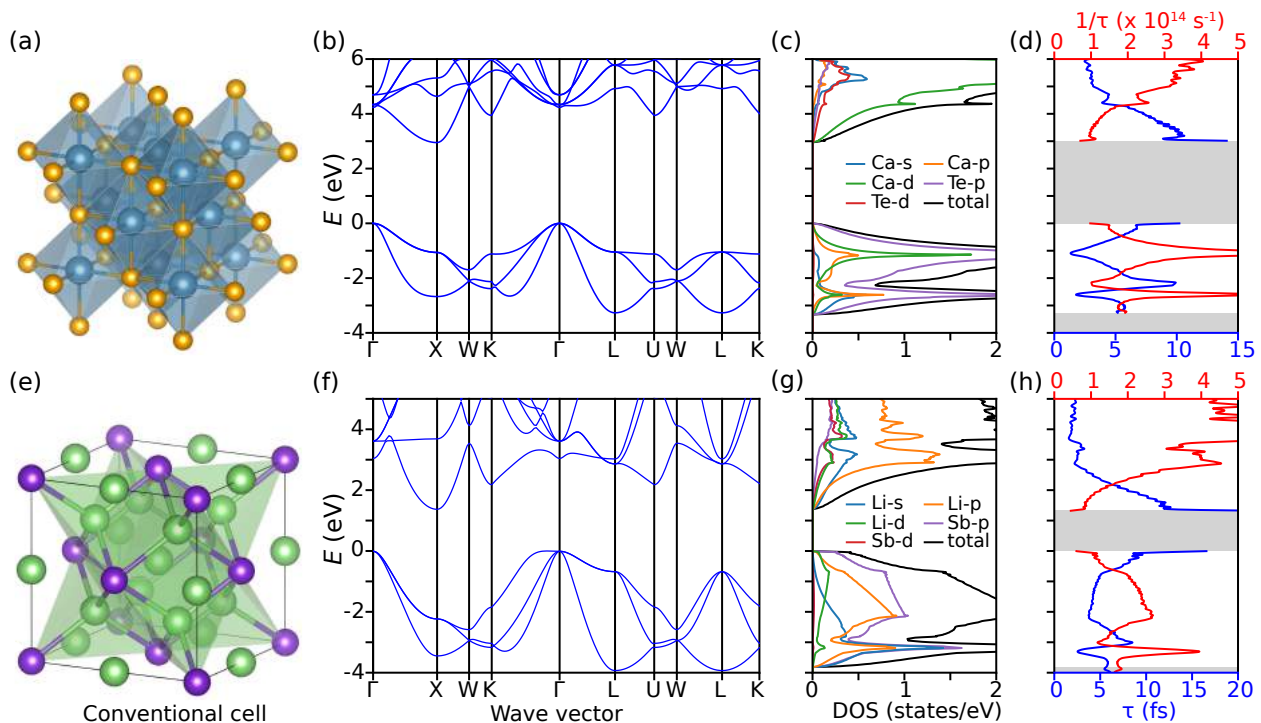 (a)
(b)
(c)
(d)
1/τ (x 10¹⁴ s⁻¹)
0 1 2 3 4 5
E (eV)
6
4
2
0
-2
-4
Γ X W K Γ L U W L K
Ca-s Ca-p
Ca-d Te-p
Te-d total
0 1 2
0 5 10 15
(e)
(f)
(g)
(h)
0 1 2 3 4 5
E (eV)
4
2
0
-2
-4
Γ X W K Γ L U W L K
Li-s Li-p
Li-d Sb-p
Sb-d total
0 1 2
0 5 10 15 20
Conventional cell
Wave vector
DOS (states/eV)
τ (fs)